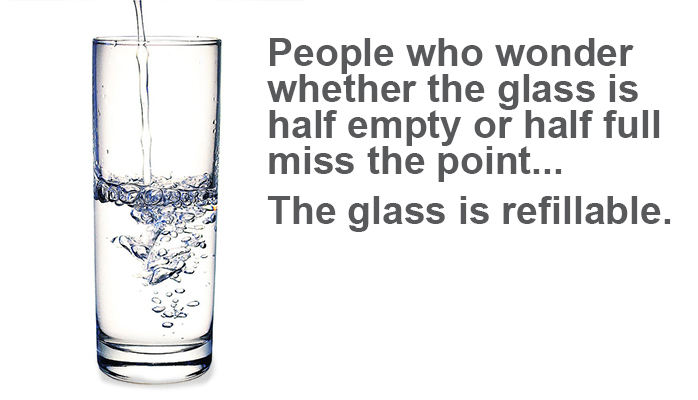 People who wonder
whether the glass is
half empty or half full
miss the point...
The glass is refillable.